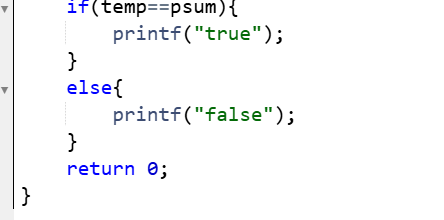 if(temp==psum){
printf("true");
}
else{
printf("false");
}
return 0;
}